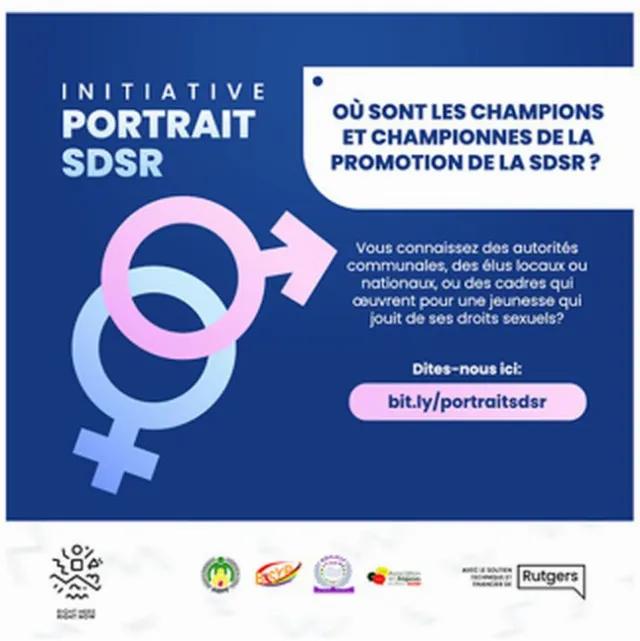 INITIATIVE
PORTRAIT
SDSR
OÙ SONT LES CHAMPIONS
ET CHAMPIONNES DE LA
PROMOTION DE LA SDSR ?
Vous connaissez des autorités
communales, des élus locaux ou
nationaux, ou des cadres qui
œuvrent pour une jeunesse qui
jouit de ses droits sexuels?
Dites-nous ici:
bit.ly/portraitsdsr
RIGHT HERE
RIGHT NOW
AVEC LE SOUTIEN
TECHNIQUE ET
FINANCIER DE
Rutgers